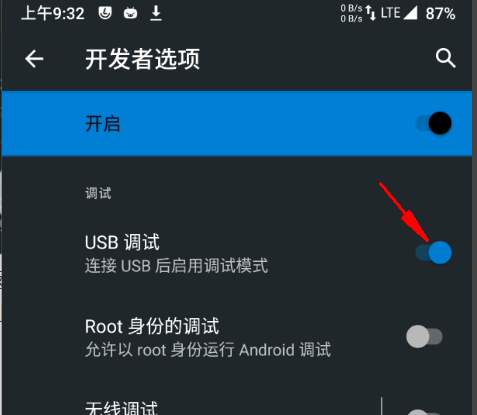 上午9:32
0 B/s
0 B/s
LTE
87%
开发者选项
开启
调试
USB 调试
连接 USB 后启用调试模式
Root 身份的调试
允许以 root 身份运行 Android 调试
无线调试